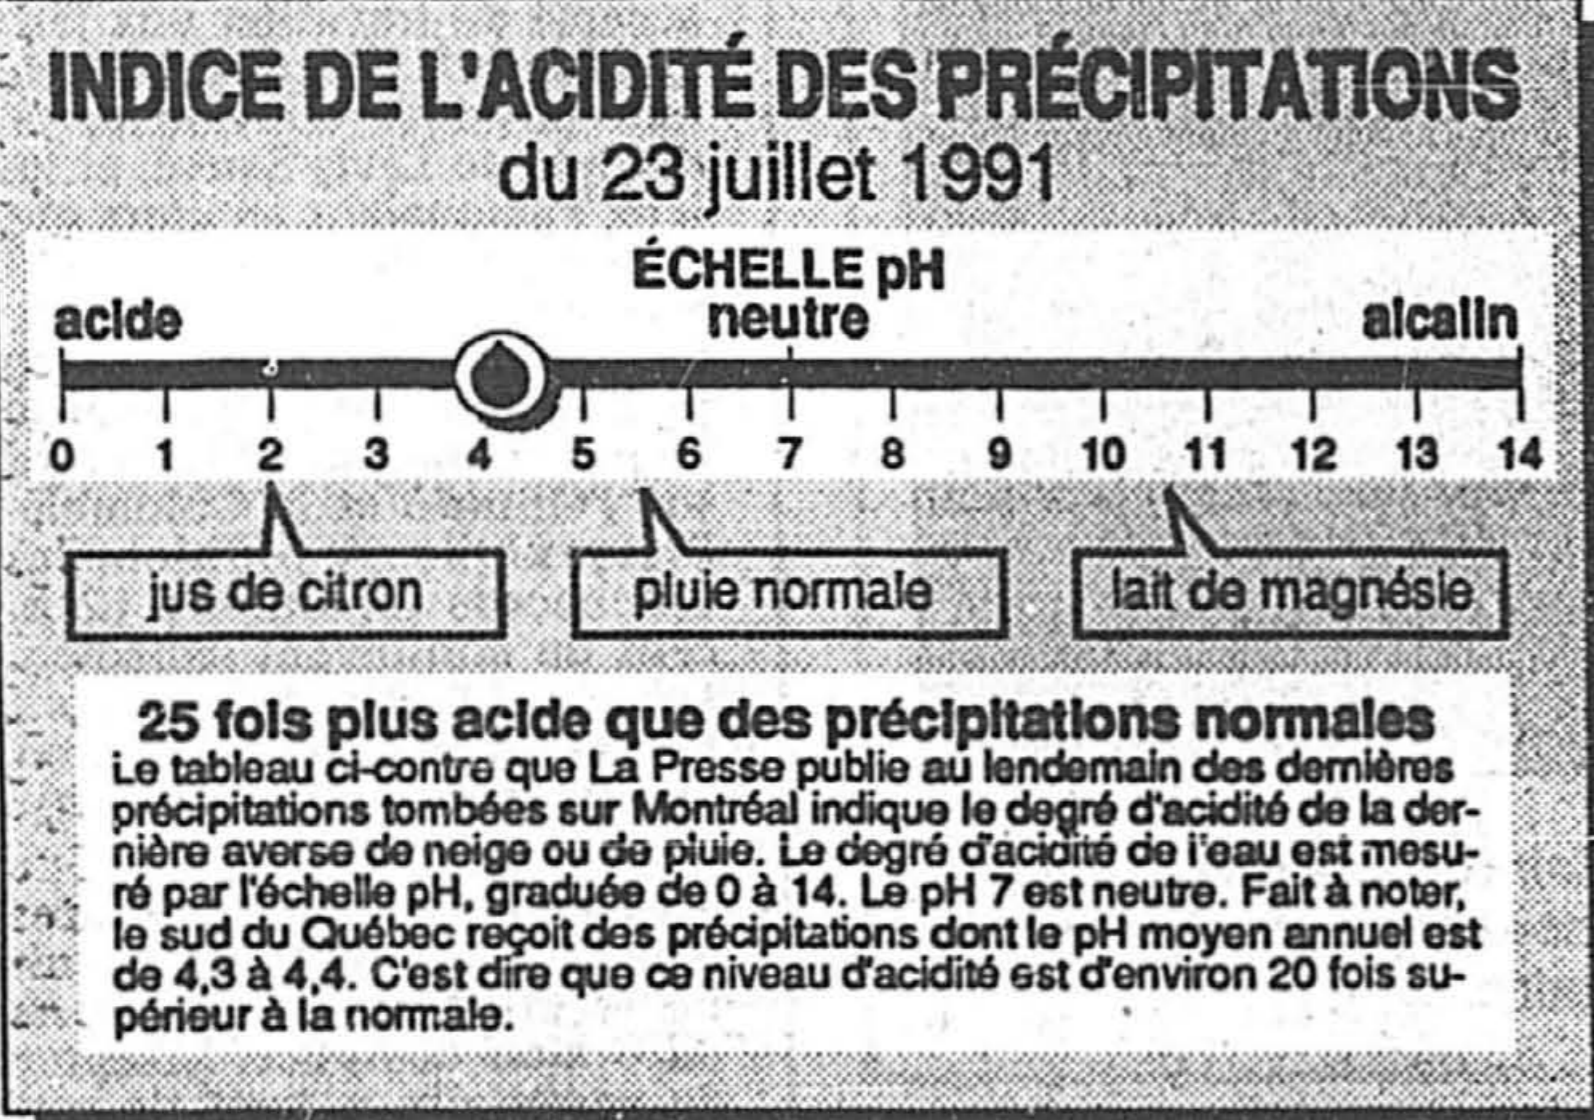 INDICE DE L'ACIDITÉ DES PRÉCIPITATIONS
du 23 juillet 1991
ÉCHELLE pH
acide neutre alcalin
0 1 2 3 4 5 6 7 8 9 10 11 12 13 14
jus de citron pluie normale lait de magnésie
25 fois plus acide que des précipitations normales
Le tableau ci-contre que La Presse publie au lendemain des dernières
précipitations tombées sur Montréal indique le degré d'acidité de la der-
nière averse de neige ou de pluie. Le degré d'acidité de l'eau est mesu-
ré par l'échelle pH, graduée de 0 à 14. Le pH 7 est neutre. Fait à noter,
le sud du Québec reçoit des précipitations dont le pH moyen annuel est
de 4,3 à 4,4. C'est dire que ce niveau d'acidité est d'environ 20 fois su-
périeur à la normale.